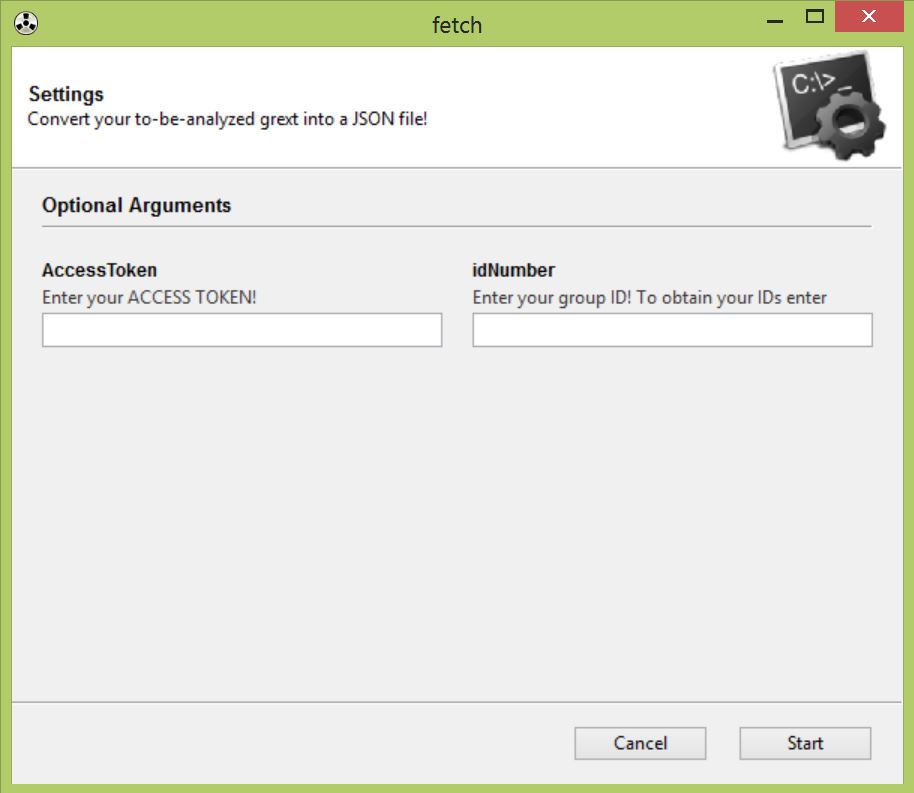 fetch
Settings
C:\>_
Convert your to-be-analyzed grext into a JSON file!
Optional Arguments
AccessToken
Enter your ACCESS TOKEN!
idNumber
Enter your group ID! To obtain your IDs enter
Cancel
Start